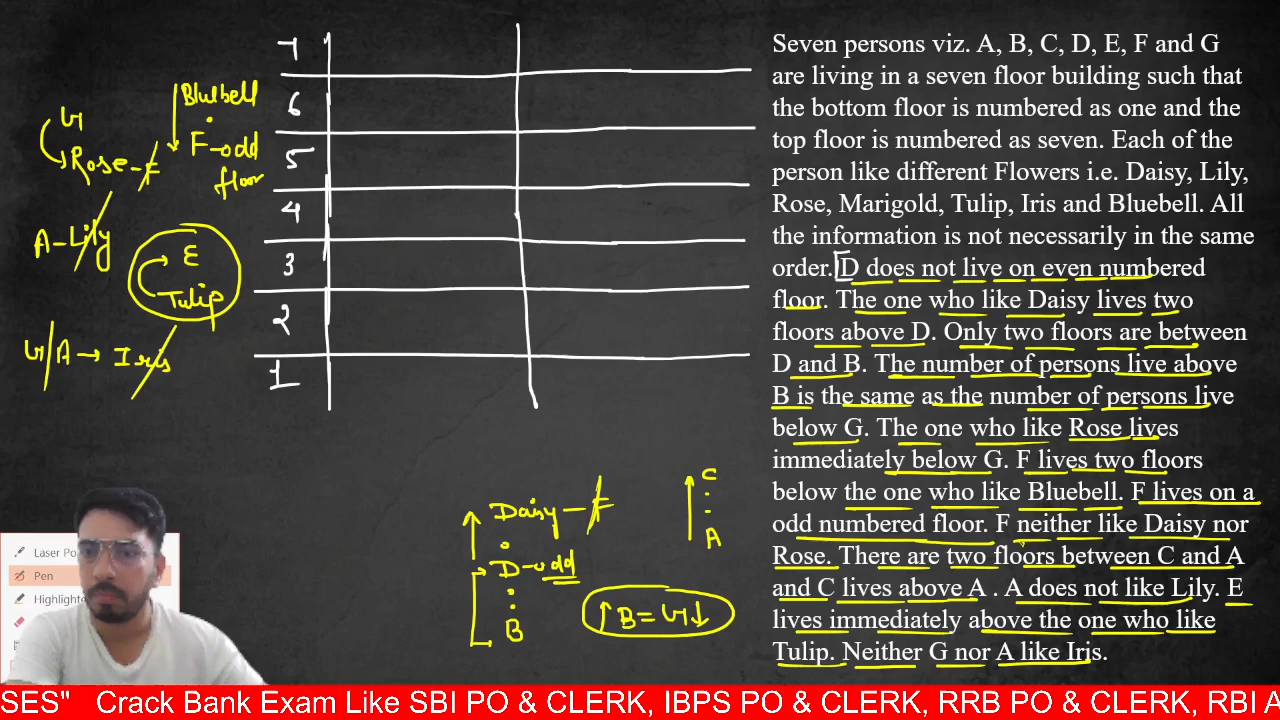 Seven persons viz. A, B, C, D, E, F and G
are living in a seven floor building such that
the bottom floor is numbered as one and the
top floor is numbered as seven. Each of the
person like different Flowers i.e. Daisy, Lily,
Rose, Marigold, Tulip, Iris and Bluebell. All
the information is not necessarily in the same
order. D does not live on even numbered
floor. The one who like Daisy lives two
floors above D. Only two floors are between
D and B. The number of persons live above
B is the same as the number of persons live
below G. The one who like Rose lives
immediately below G. F lives two floors
below the one who like Bluebell. F lives on a
odd numbered floor. F neither like Daisy nor
Rose. There are two floors between C and A
and C lives above A . A does not like Lily. E
lives immediately above the one who like
Tulip. Neither G nor A like Iris.
7
6
5
4
3
2
1
Bluebell
F-odd
floor
G
Rose-F
A-Lily
E
Tulip
G/A → Iris
Daisy-F
D-odd
B
↑B=G↓
C
A
Laser Po
Pen
Highlighte
SES" Crack Bank Exam Like SBI PO & CLERK, IBPS PO & CLERK, RRB PO & CLERK, RBI A